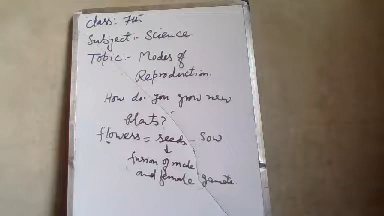 Class: 7th
Subject:- Science
Topic - Modes of
Reproduction.
How do you grow new
Plants?
flowers = seeds - Sow
↓
fusion of male
and female gamete